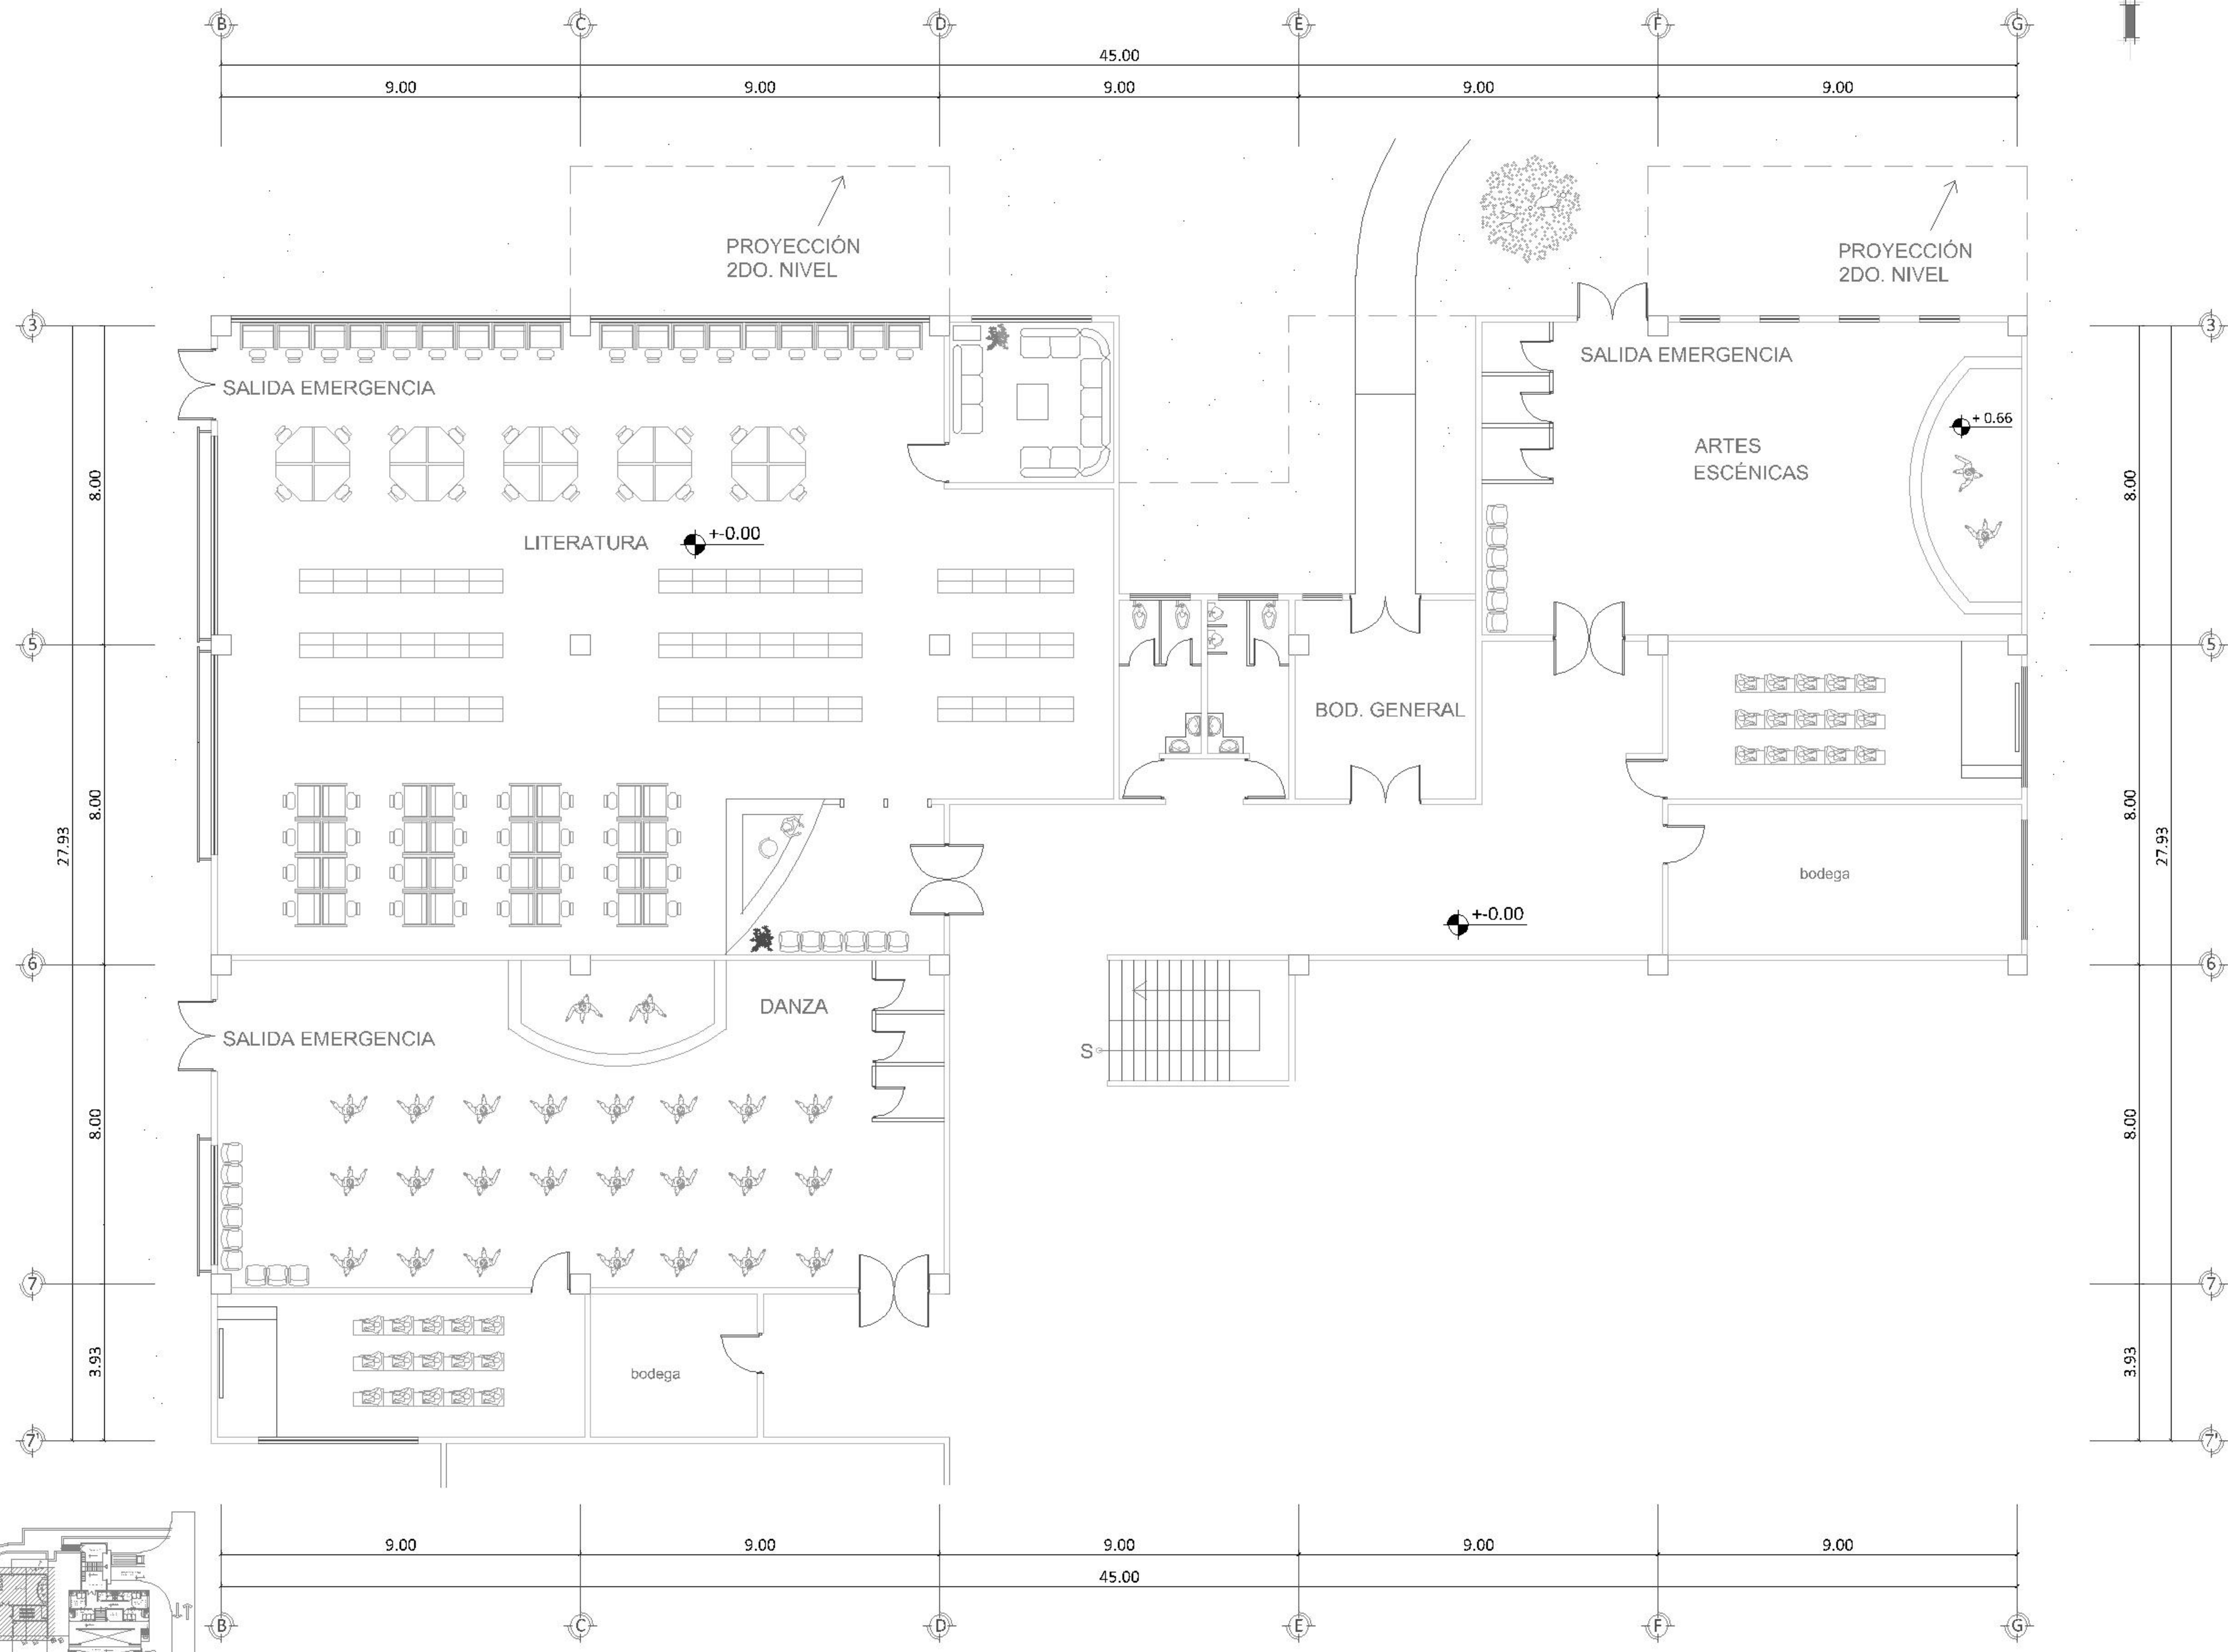 B C D E F G
45.00
9.00 9.00 9.00 9.00 9.00
PROYECCIÓN
2DO. NIVEL
PROYECCIÓN
2DO. NIVEL
3 3
SALIDA EMERGENCIA
SALIDA EMERGENCIA
+ 0.66
ARTES
ESCÉNICAS
8.00 8.00
LITERATURA +-0.00
5 5
BOD. GENERAL
8.00 8.00
27.93 27.93
bodega
+-0.00
6 6
DANZA
SALIDA EMERGENCIA
S
8.00 8.00
7 7
3.93 3.93
bodega
7' 7'
9.00 9.00 9.00 9.00 9.00
45.00
B C D E F G